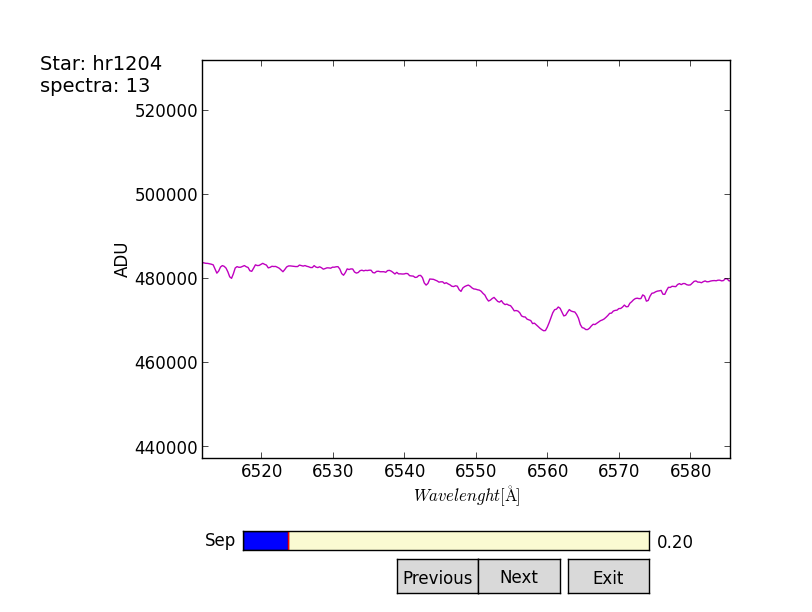 Star: hr1204
spectra: 13
520000
500000
480000
460000
440000
ADU
6520 6530 6540 6550 6560 6570 6580
Wavelenght[Å]
Sep 0.20
Previous Next Exit